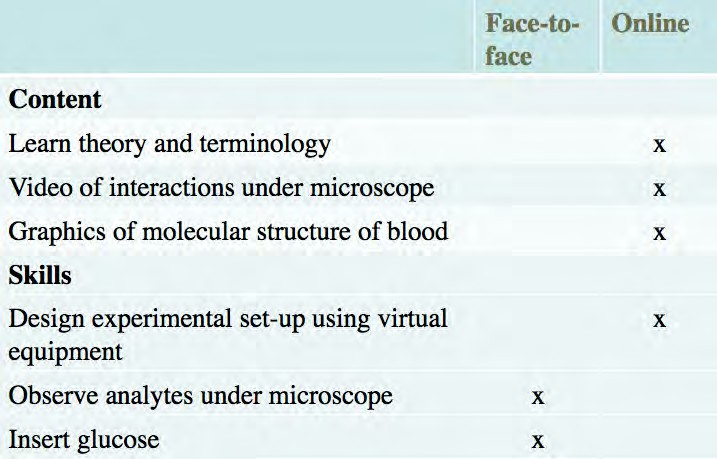 Face-to-
face
Online
Content
Learn theory and terminology x
Video of interactions under microscope x
Graphics of molecular structure of blood x
Skills
Design experimental set-up using virtual x
equipment
Observe analytes under microscope x
Insert glucose x